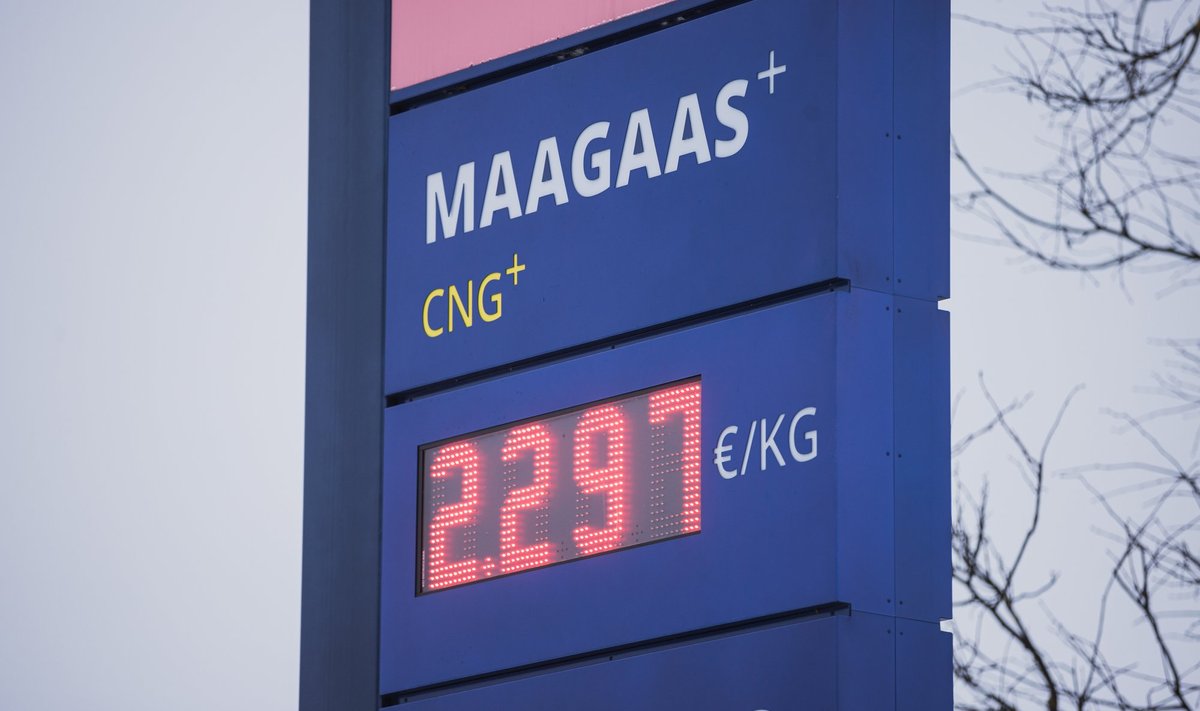 MAAGAAS+
CNG+
2.297 €/KG